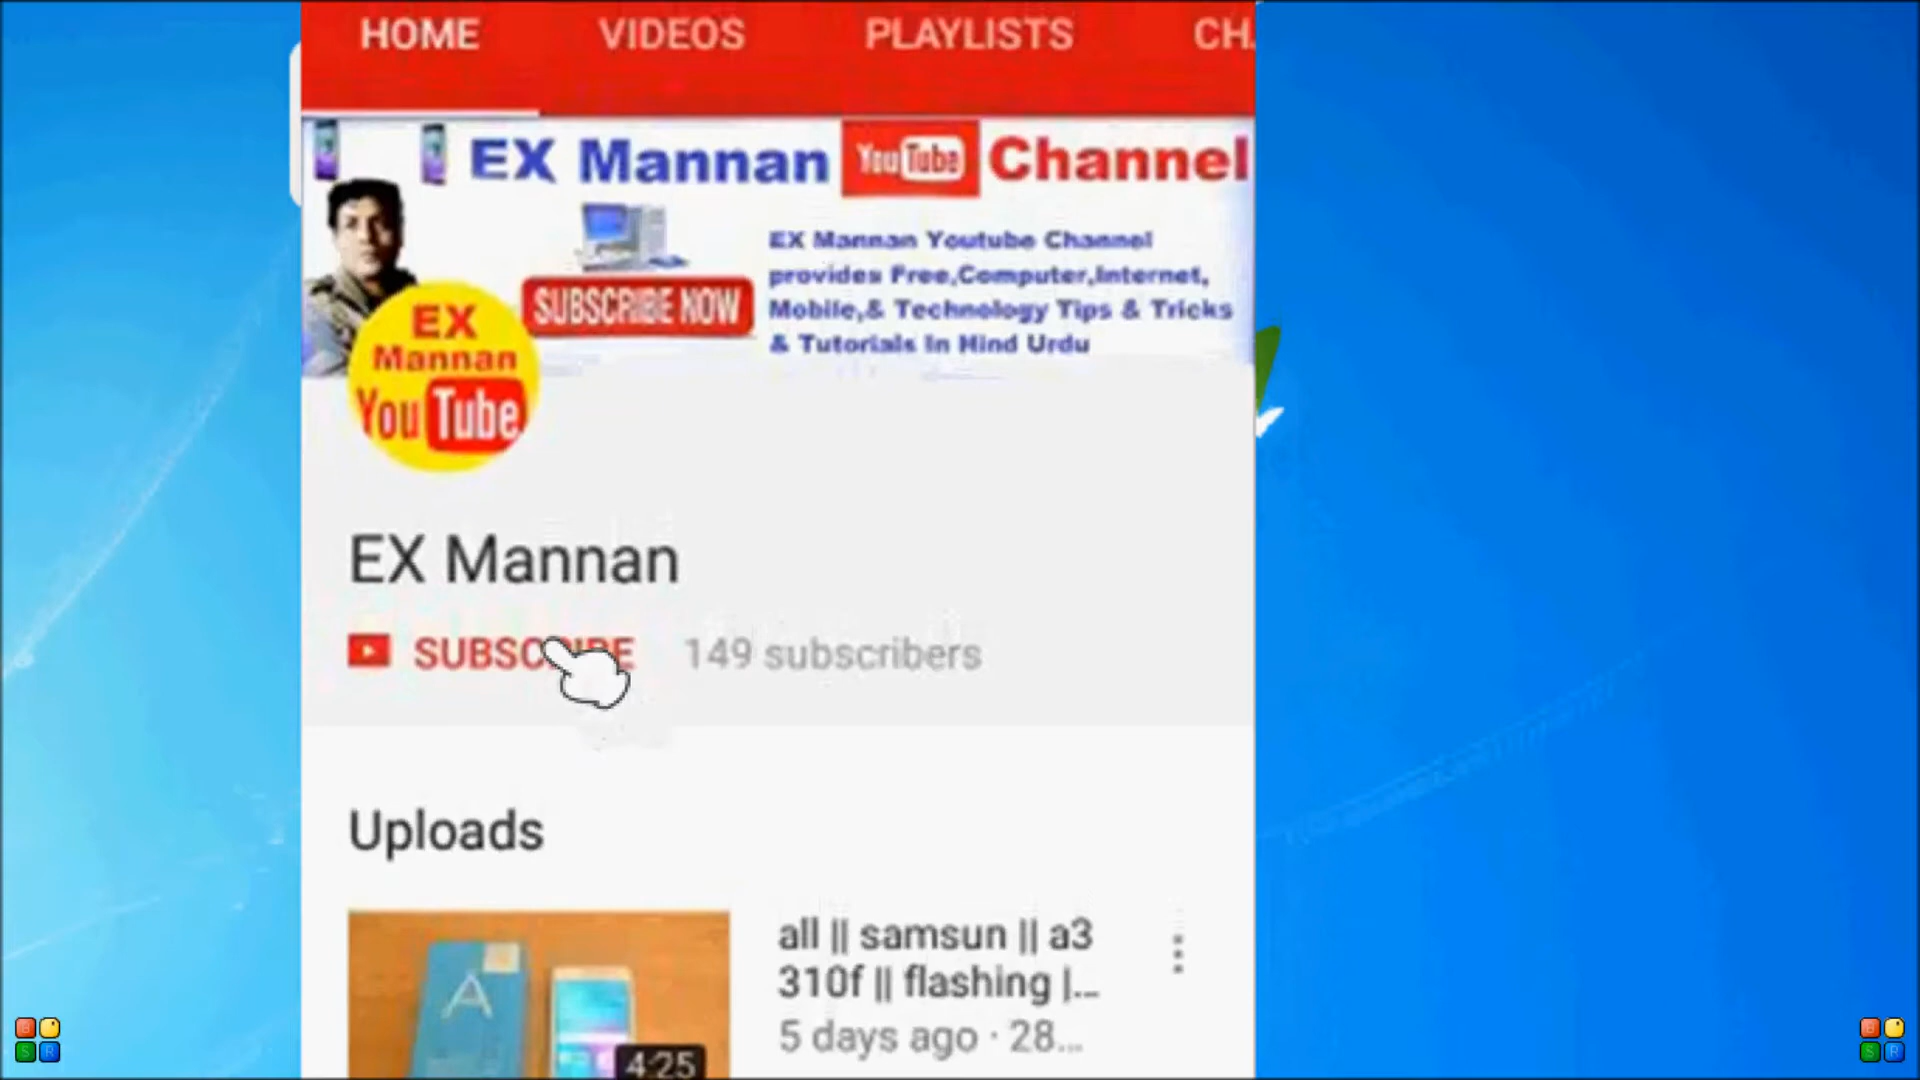 HOME VIDEOS PLAYLISTS CH
EX Mannan YouTube Channel
EX Mannan Youtube Channel
provides Free,Computer,Internet,
Mobile,& Technology Tips & Tricks
& Tutorials In Hind Urdu
SUBSCRIBE NOW
EX
Mannan
YouTube
EX Mannan
SUBSCRIBE 149 subscribers
Uploads
all || samsun || a3
310f || flashing |...
5 days ago · 28...
A
4:25
B
S R
B
S R